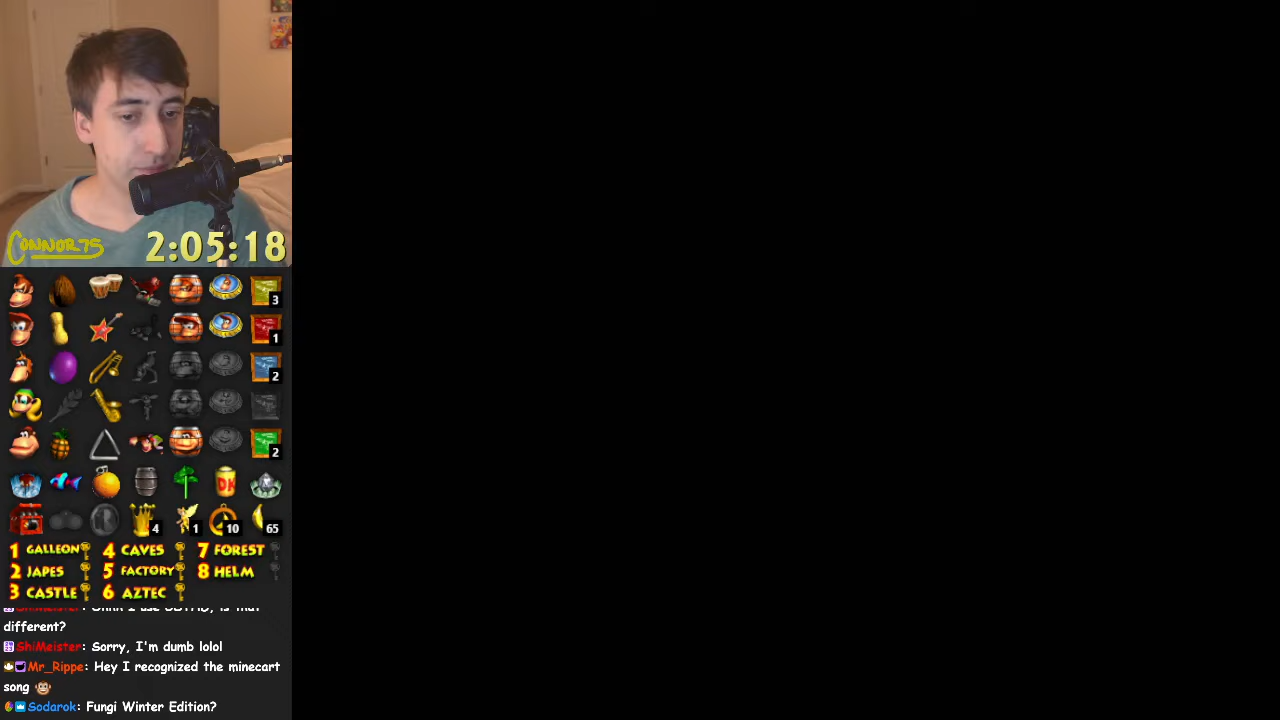 CONNOR75
2:05:18
3
1
2
2
DK
4
1
10
65
1 GALLEON
4 CAVES
7 FOREST
2 JAPES
5 FACTORY
8 HELM
3 CASTLE
6 AZTEC
different?
ShiMeister: Sorry, I'm dumb lolol
Mr_Rippe: Hey I recognized the minecart
song
Sodarok: Fungi Winter Edition?